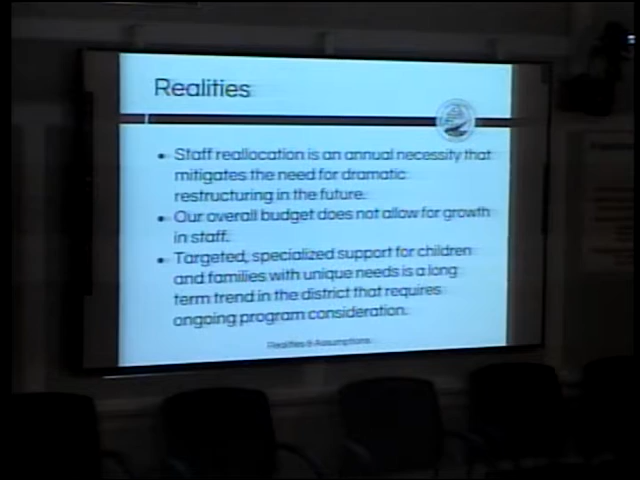 Realities
• Staff reallocation is an annual necessity that
mitigates the need for dramatic
restructuring in the future.
• Our overall budget does not allow for growth
in staff.
• Targeted, specialized support for children
and families with unique needs is a long
term trend in the district that requires
ongoing program consideration.
Realities & Assumptions